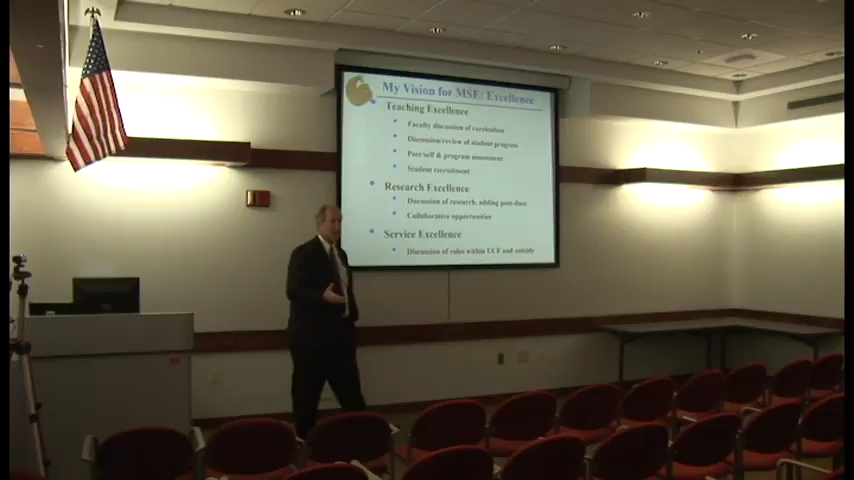 My Vision for MSE: Excellence
Teaching Excellence
Faculty discussion of curriculum
Discussion/review of student progress
Peer/self & program assessment
Student recruitment
Research Excellence
Discussion of research, adding post-docs
Collaborative opportunities
Service Excellence
Discussion of roles within UCF and outside